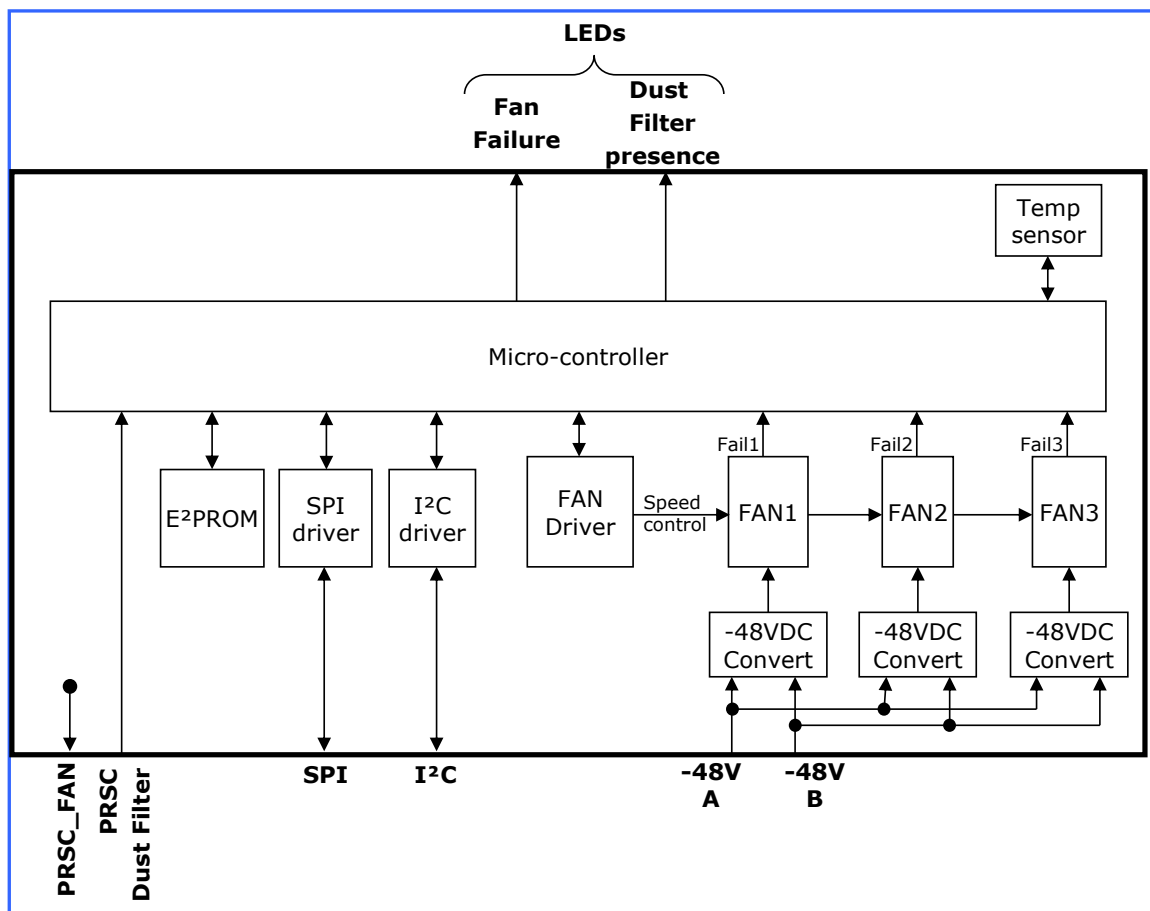 LEDs
Fan
Failure
Dust
Filter
presence
Temp
sensor
Micro-controller
Fail1
Fail2
Fail3
E²PROM
SPI
driver
I²C
driver
FAN
Driver
Speed
control
FAN1
FAN2
FAN3
-48VDC
Convert
-48VDC
Convert
-48VDC
Convert
PRSC_FAN
PRSC
Dust Filter
SPI
I²C
-48V
A
-48V
B